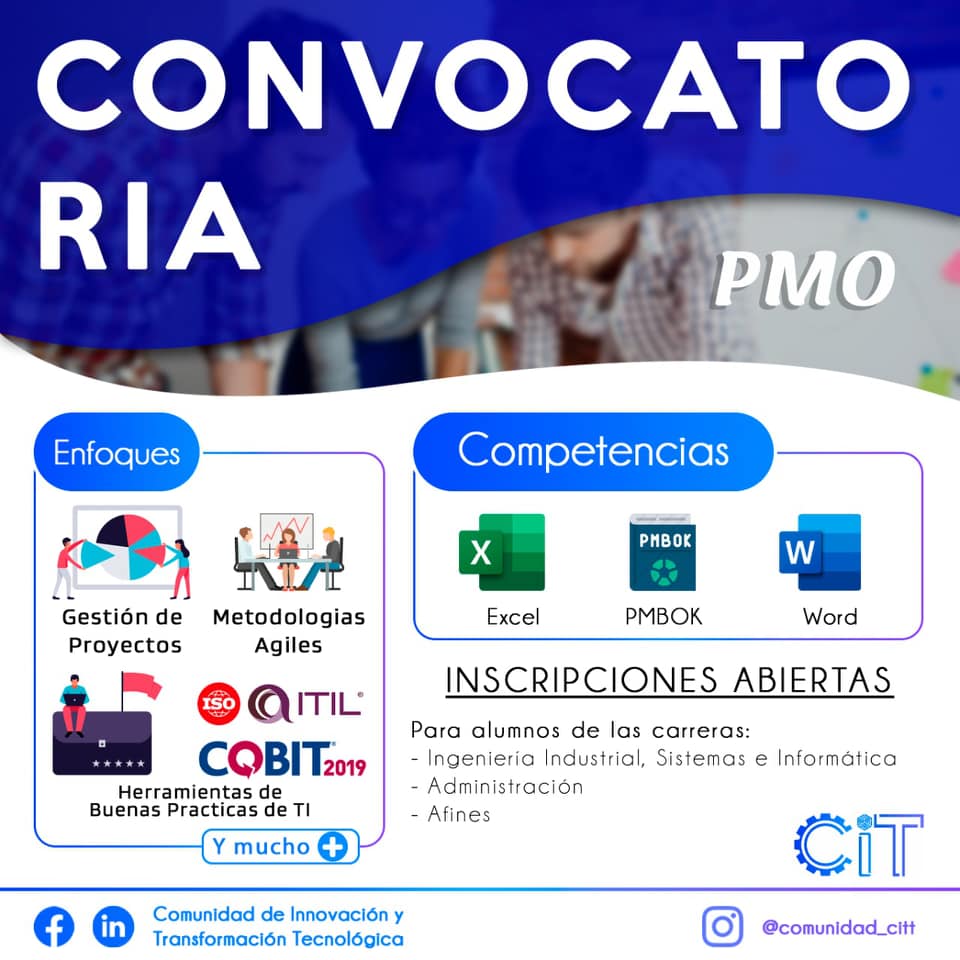 CONVOCATO
RIA
PMO
Enfoques
Gestión de
Proyectos
Metodologias
Agiles
ISO
ITIL®
COBIT® 2019
Herramientas de
Buenas Practicas de TI
Y mucho +
Competencias
X
PMBOK
W
Excel
PMBOK
Word
INSCRIPCIONES ABIERTAS
Para alumnos de las carreras:
- Ingeniería Industrial, Sistemas e Informática
- Administración
- Afines
CiT
Comunidad de Innovación y
Transformación Tecnológica
@comunidad_citt